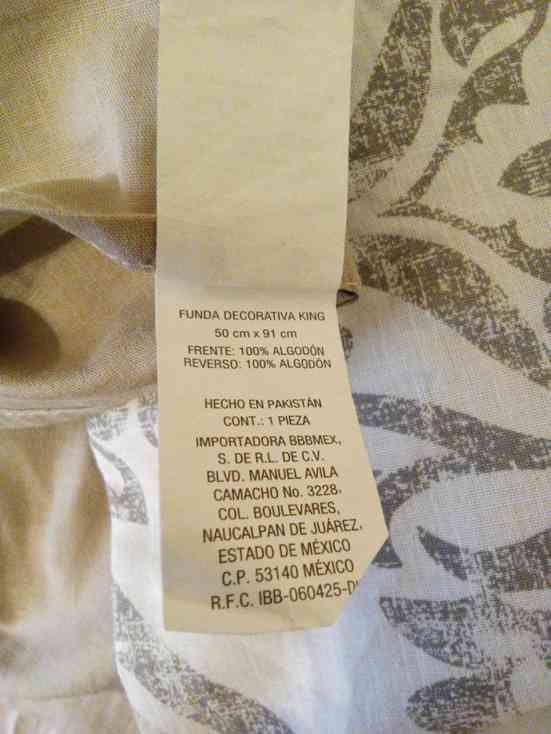 FUNDA DECORATIVA KING
50 cm x 91 cm
FRENTE: 100% ALGODÓN
REVERSO: 100% ALGODÓN
HECHO EN PAKISTÁN
CONT.: 1 PIEZA
IMPORTADORA BBBMEX,
S. DE R.L. DE C.V.
BLVD. MANUEL AVILA
CAMACHO No. 3228,
COL. BOULEVARES,
NAUCALPAN DE JUÁREZ,
ESTADO DE MÉXICO
C.P. 53140 MÉXICO
R.F.C.